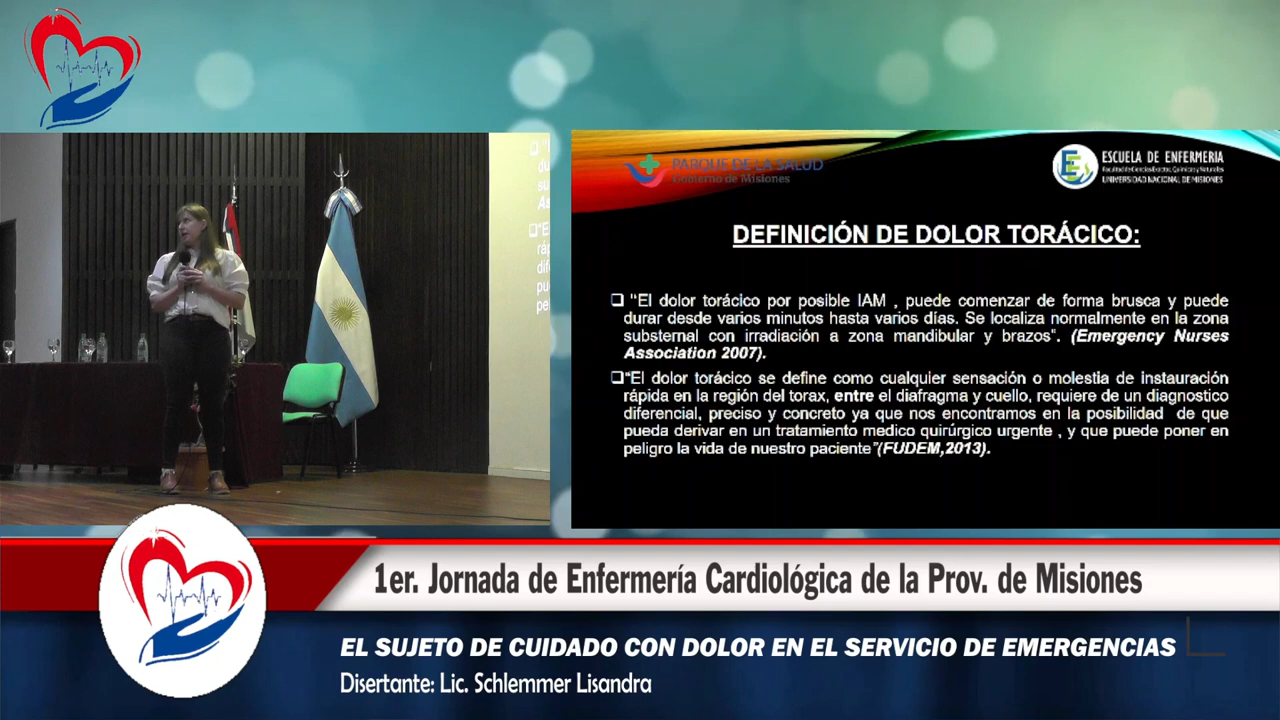 PARQUE DE LA SALUD
Gobierno de Misiones
ESCUELA DE ENFERMERIA
Facultad de Ciencias Exactas, Químicas y Naturales
UNIVERSIDAD NACIONAL DE MISIONES
DEFINICIÓN DE DOLOR TORÁCICO:
❑ "El dolor torácico por posible IAM , puede comenzar de forma brusca y puede
durar desde varios minutos hasta varios días. Se localiza normalmente en la zona
substernal con irradiación a zona mandibular y brazos". (Emergency Nurses
Association 2007).
❑"El dolor torácico se define como cualquier sensación o molestia de instauración
rápida en la región del torax, entre el diafragma y cuello, requiere de un diagnostico
diferencial, preciso y concreto ya que nos encontramos en la posibilidad de que
pueda derivar en un tratamiento medico quirúrgico urgente , y que puede poner en
peligro la vida de nuestro paciente"(FUDEM,2013).
1er. Jornada de Enfermería Cardiológica de la Prov. de Misiones
EL SUJETO DE CUIDADO CON DOLOR EN EL SERVICIO DE EMERGENCIAS
Disertante: Lic. Schlemmer Lisandra